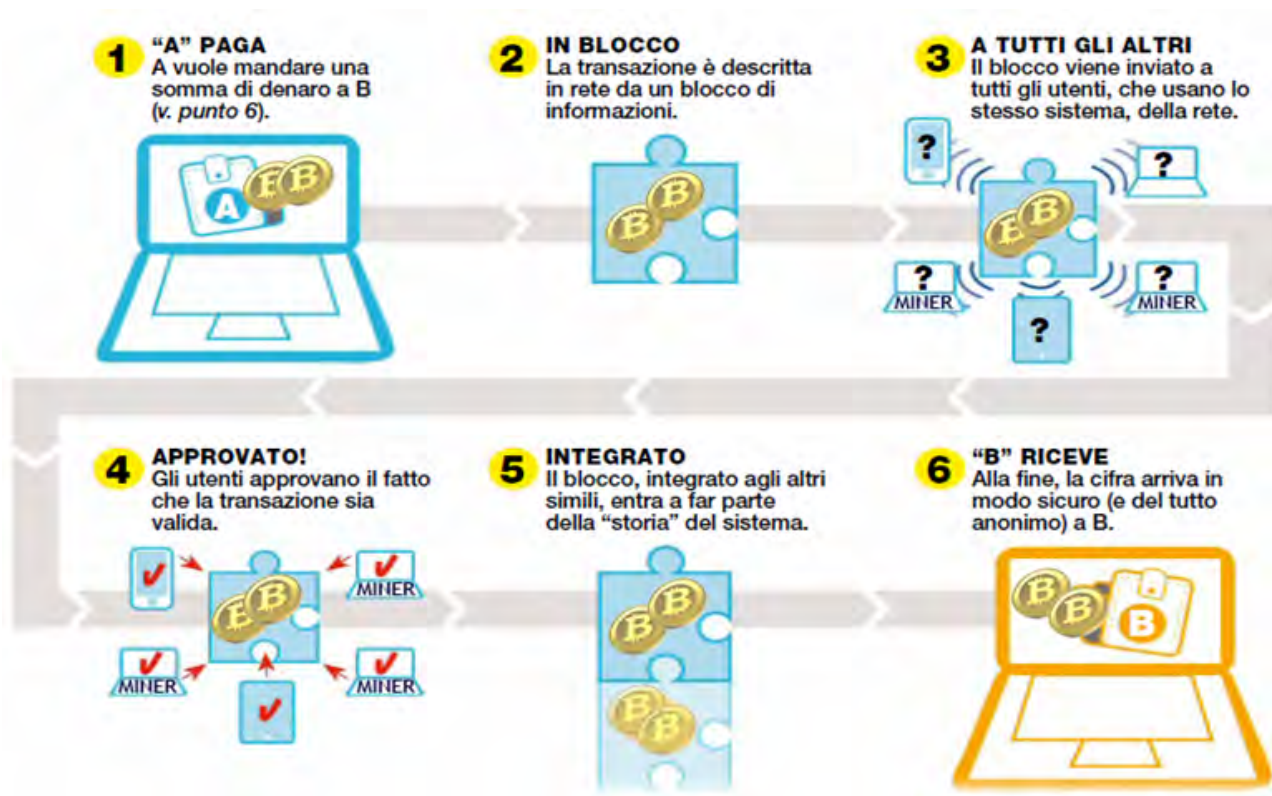 1
"A" PAGA
A vuole mandare una
somma di denaro a B
(v. punto 6).
A
2
IN BLOCCO
La transazione è descritta
in rete da un blocco di
informazioni.
3
A TUTTI GLI ALTRI
Il blocco viene inviato a
tutti gli utenti, che usano lo
stesso sistema, della rete.
?
?
?
MINER
?
MINER
?
4
APPROVATO!
Gli utenti approvano il fatto
che la transazione sia
valida.
MINER
MINER
MINER
5
INTEGRATO
Il blocco, integrato agli altri
simili, entra a far parte
della "storia" del sistema.
6
"B" RICEVE
Alla fine, la cifra arriva in
modo sicuro (e del tutto
anonimo) a B.
B